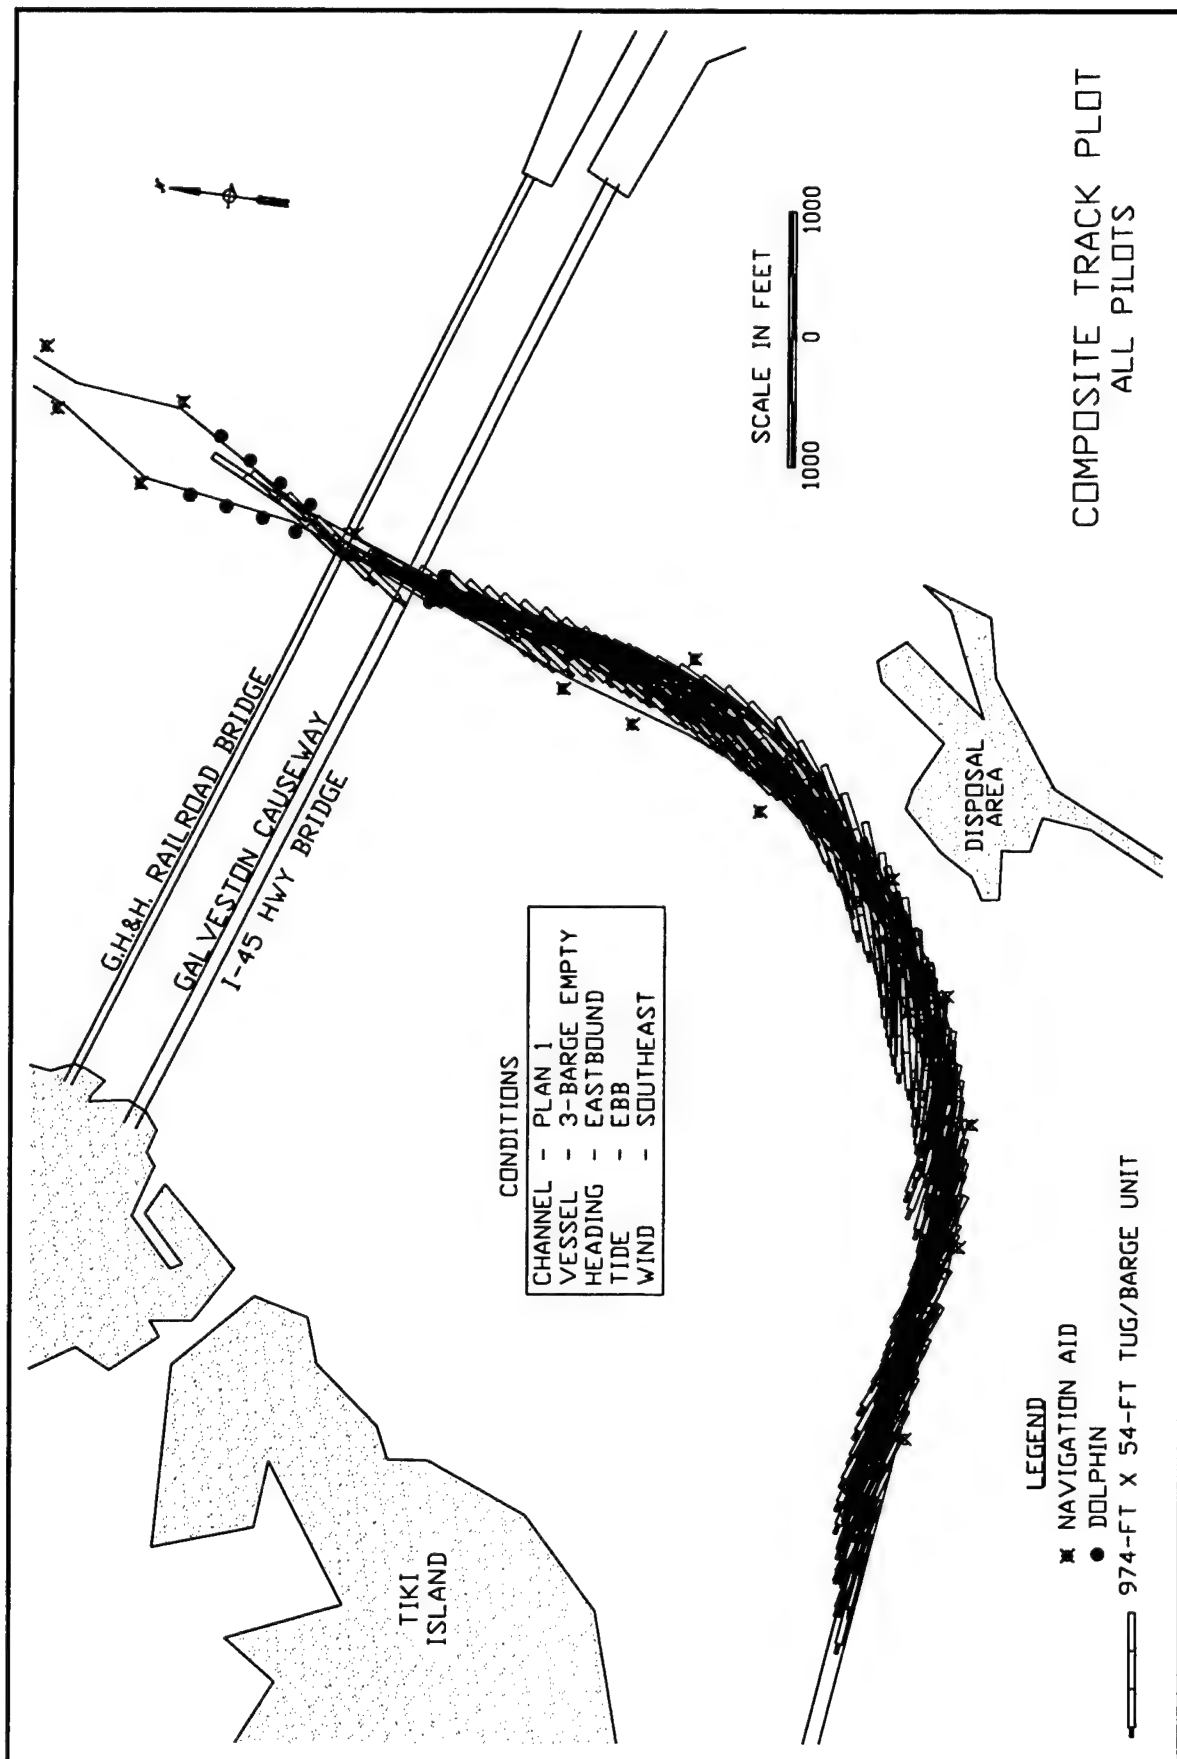 G.H.&H. RAILROAD BRIDGE
GALVESTON CAUSEWAY
I-45 HWY BRIDGE
TIKI
ISLAND
CONDITIONS
CHANNEL - PLAN 1
VESSEL - 3-BARGE EMPTY
HEADING - EASTBOUND
TIDE - EBB
WIND - SOUTHEAST
SCALE IN FEET
1000 0 1000
DISPOSAL
AREA
LEGEND
NAVIGATION AID
DOLPHIN
974-FT X 54-FT TUG/BARGE UNIT
COMPOSITE TRACK PLOT
ALL PILOTS